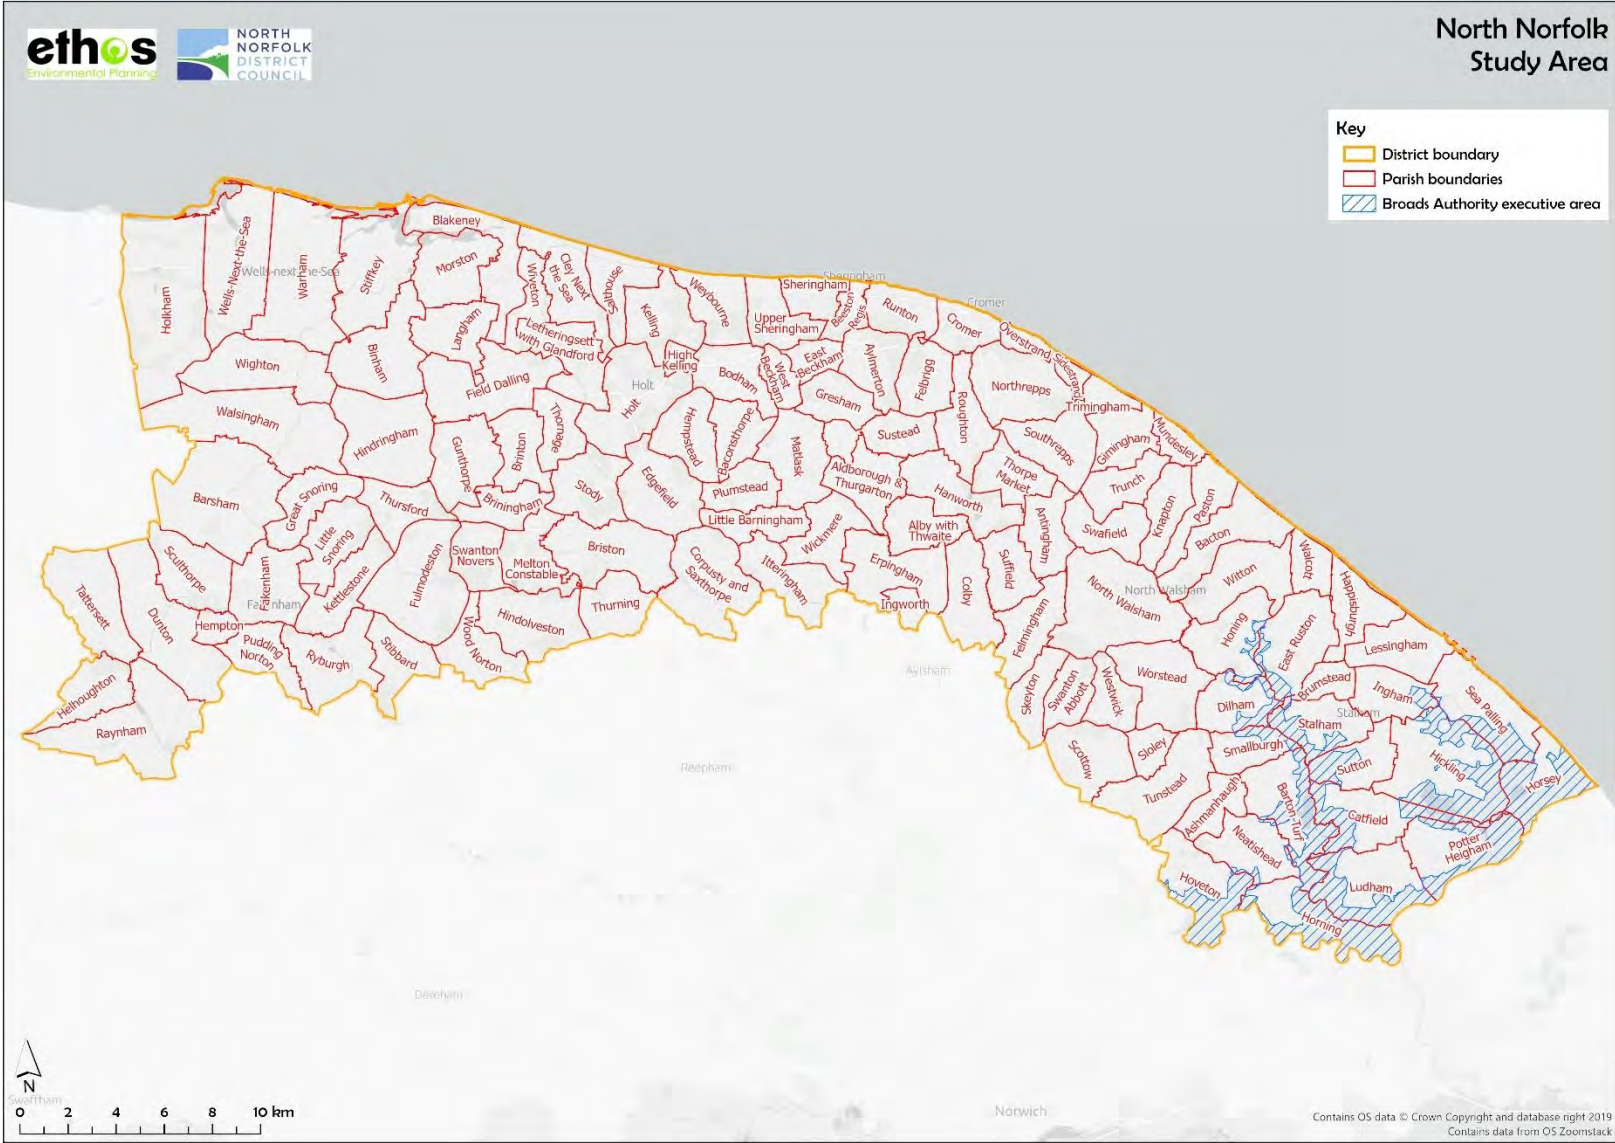 ethos
Environmental Planning
NORTH
NORFOLK
DISTRICT
COUNCIL
North Norfolk
Study Area
Key
District boundary
Parish boundaries
Broads Authority executive area
Blakeney
Wells-Next-the-Sea
Wells-next-the-Sea
Warham
Stiffkey
Morston
Holkham
Wiveton
Cley Next
the Sea
Salthouse
Kelling
Weybourne
Sheringham
Sheringham
Upper
Sheringham
Beeston
Regis
Runton
Cromer
Cromer
Overstrand
Sidestrand
Langham
Letheringsett
with Glandford
High
Kelling
Wighton
Binham
Field Dalling
Holt
Holt
Bodham
West
Beckham
East
Beckham
Aylmerton
Felbrigg
Northrepps
Trimingham
Gresham
Roughton
Walsingham
Hindringham
Gunthorpe
Brinton
Thornage
Hempstead
Baconsthorpe
Matlask
Sustead
Southrepps
Gimingham
Mundesley
Barsham
Great Snoring
Thursford
Briningham
Stody
Edgefield
Plumstead
Aldborough &
Thurgarton
Hanworth
Thorpe
Market
Trunch
Knapton
Paston
Little
Snoring
Little Barningham
Wickmere
Alby with
Thwaite
Antingham
Swafield
Bacton
Sculthorpe
Fakenham
Fakenham
Kettlestone
Fulmodeston
Swanton
Novers
Melton
Constable
Briston
Corpusty and
Saxthorpe
Itteringham
Erpingham
Ingworth
Colby
Suffield
North Walsham
North Walsham
Witton
Walcott
Happisburgh
Tattersett
Dunton
Hempton
Pudding
Norton
Ryburgh
Stibbard
Wood Norton
Hindolveston
Thurning
Felmingham
Honing
East Ruston
Lessingham
Helhoughton
Raynham
Aylsham
Skeyton
Swanton
Abbott
Westwick
Worstead
Dilham
Brumstead
Ingham
Stalham
Stalham
Sea Palling
Scottow
Sloley
Smallburgh
Sutton
Hickling
Horsey
Reepham
Tunstead
Ashmanhaugh
Barton-Turf
Catfield
Neatishead
Potter
Heigham
Hoveton
Ludham
Horning
Dereham
N
Swaffham
0 2 4 6 8 10 km
Norwich
Contains OS data © Crown Copyright and database right 2019
Contains data from OS Zoomstack